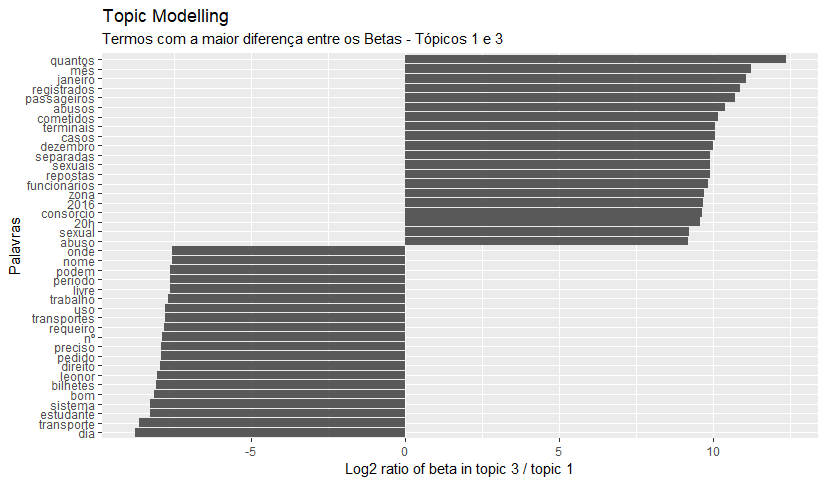 Topic Modelling
Termos com a maior diferença entre os Betas - Tópicos 1 e 3
Palavras
quantos
mês
janeiro
registrados
passageiros
abusos
cometidos
terminais
casos
dezembro
separadas
sexuais
repostas
funcionários
zona
2016
consórcio
20h
sexual
abuso
onde
nome
podem
período
livre
trabalho
uso
transportes
requeiro
nº
preciso
pedido
direito
leonor
bilhetes
bom
sistema
estudante
transporte
dia
-5 0 5 10
Log2 ratio of beta in topic 3 / topic 1